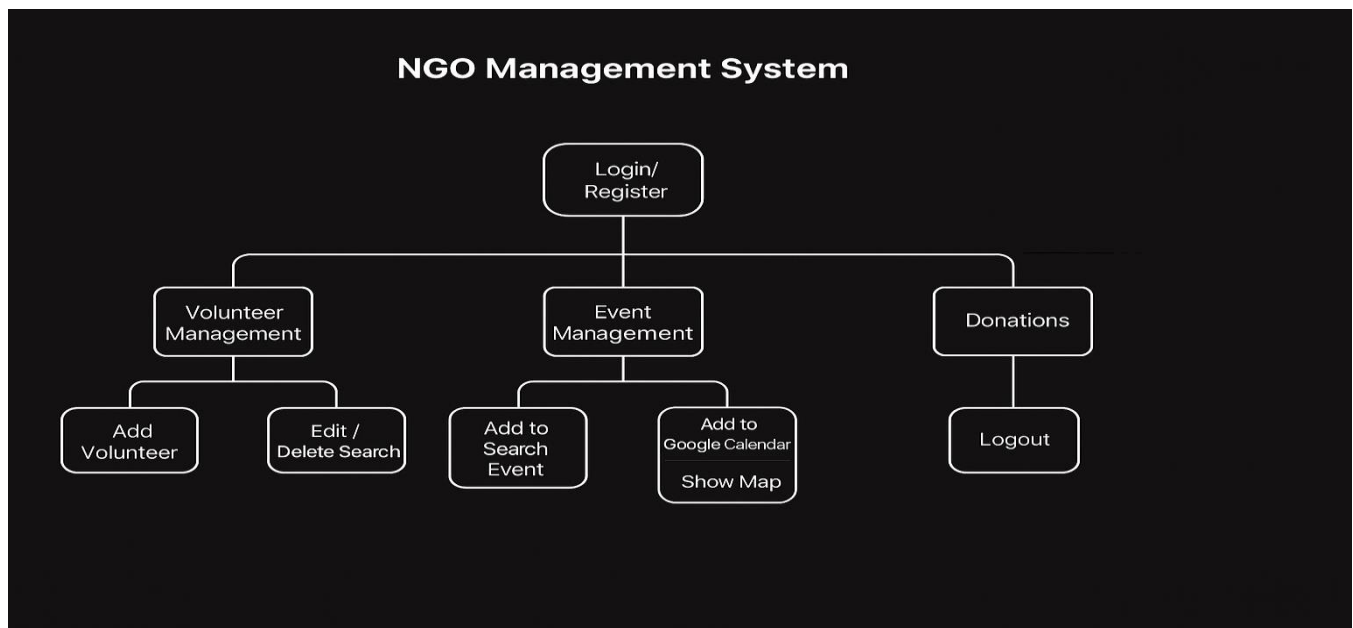 NGO Management System
Login/
Register
Volunteer
Management
Event
Management
Donations
Add
Volunteer
Edit /
Delete Search
Add to
Search
Event
Add to
Google Calendar
Show Map
Logout